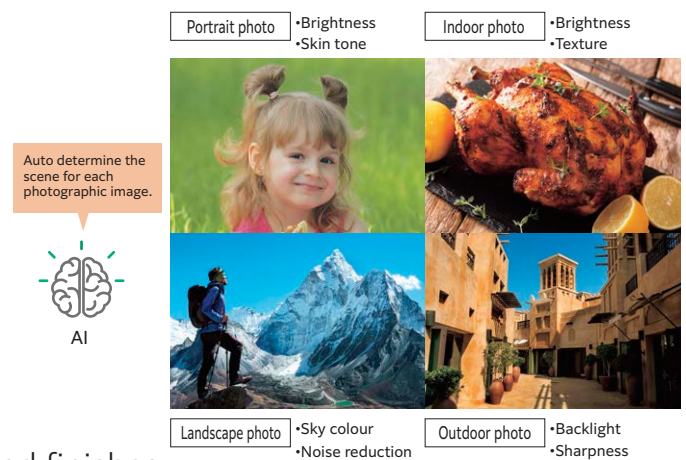 Portrait photo
•Brightness
•Skin tone
Indoor photo
•Brightness
•Texture
Auto determine the
scene for each
photographic image.
AI
Landscape photo
•Sky colour
•Noise reduction
Outdoor photo
•Backlight
•Sharpness